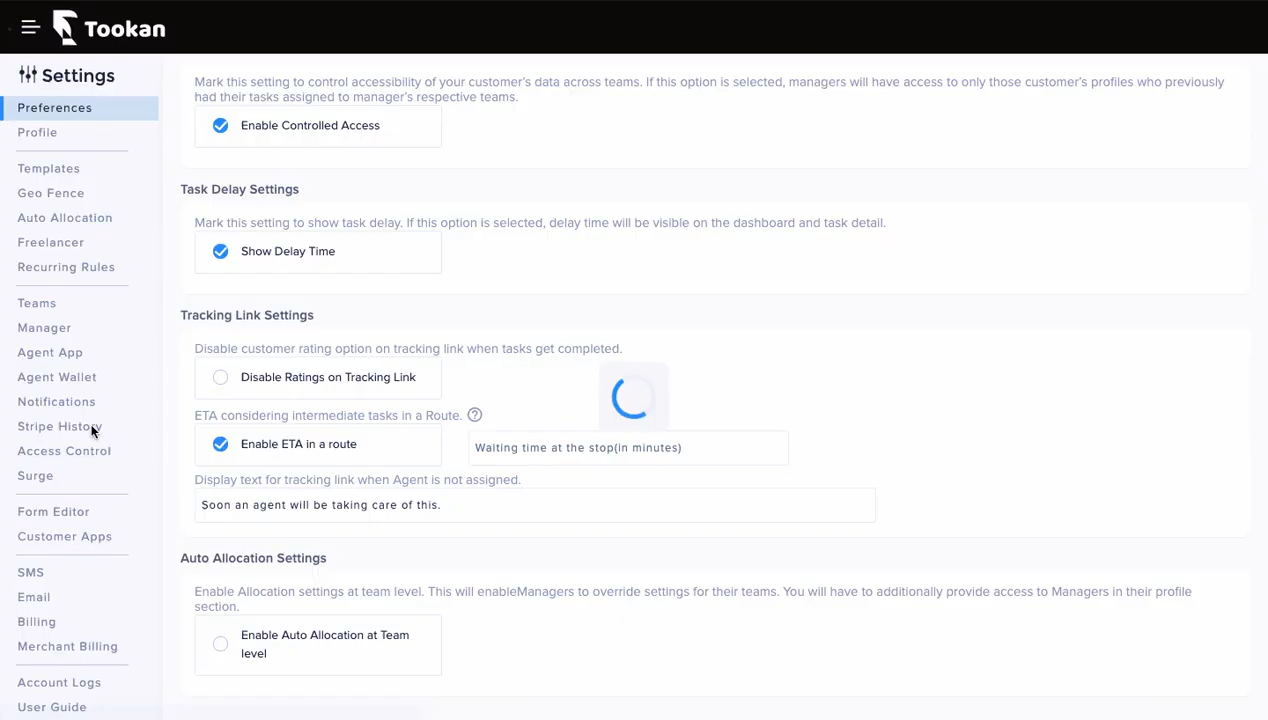 Tookan
Settings
Preferences
Profile
Templates
Geo Fence
Auto Allocation
Freelancer
Recurring Rules
Teams
Manager
Agent App
Agent Wallet
Notifications
Stripe History
Access Control
Surge
Form Editor
Customer Apps
SMS
Email
Billing
Merchant Billing
Account Logs
User Guide
Mark this setting to control accessibility of your customer's data across teams. If this option is selected, managers will have access to only those customer's profiles who previously
had their tasks assigned to manager's respective teams.
Enable Controlled Access
Task Delay Settings
Mark this setting to show task delay. If this option is selected, delay time will be visible on the dashboard and task detail.
Show Delay Time
Tracking Link Settings
Disable customer rating option on tracking link when tasks get completed.
Disable Ratings on Tracking Link
ETA considering intermediate tasks in a Route. ?
Enable ETA in a route
Waiting time at the stop(in minutes)
Display text for tracking link when Agent is not assigned.
Soon an agent will be taking care of this.
Auto Allocation Settings
Enable Allocation settings at team level. This will enableManagers to override settings for their teams. You will have to additionally provide access to Managers in their profile
section.
Enable Auto Allocation at Team
level